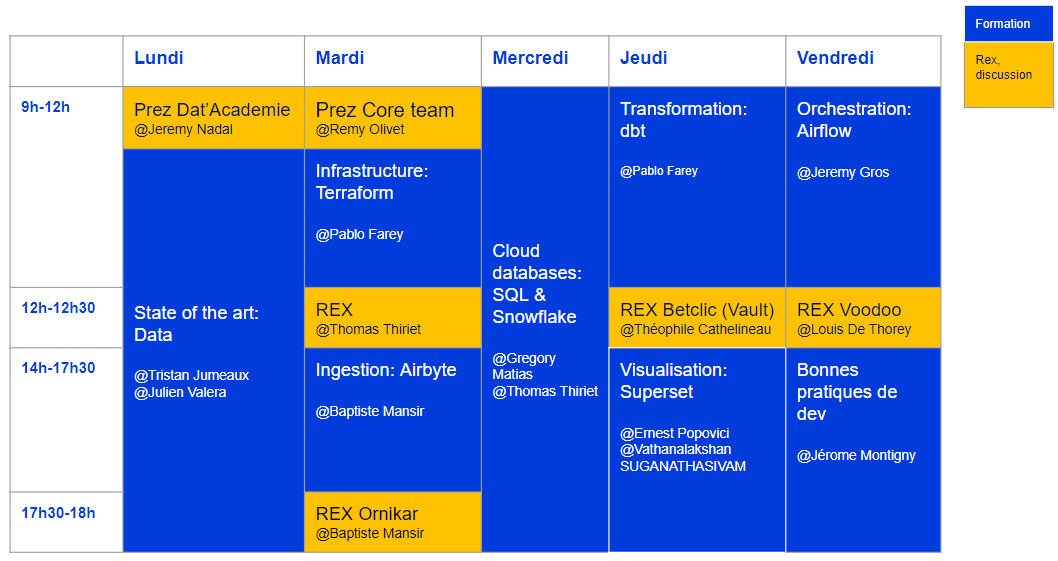 Formation
Rex,
discussion
Lundi
Mardi
Mercredi
Jeudi
Vendredi
9h-12h
Prez Dat’Academie
@Jeremy Nadal
Prez Core team
@Remy Olivet
Infrastructure:
Terraform
@Pablo Farey
Transformation:
dbt
@Pablo Farey
Orchestration:
Airflow
@Jeremy Gros
State of the art:
Data
@Tristan Jumeaux
@Julien Valera
Cloud
databases:
SQL &
Snowflake
@Gregory
Matias
@Thomas Thiriet
12h-12h30
REX
@Thomas Thiriet
REX Betclic (Vault)
@Théophile Cathelineau
REX Voodoo
@Louis De Thorey
14h-17h30
Ingestion: Airbyte
@Baptiste Mansir
Visualisation:
Superset
@Ernest Popovici
@Vathanalakshan
SUGANATHASIVAM
Bonnes
pratiques de
dev
@Jérome Montigny
17h30-18h
REX Ornikar
@Baptiste Mansir